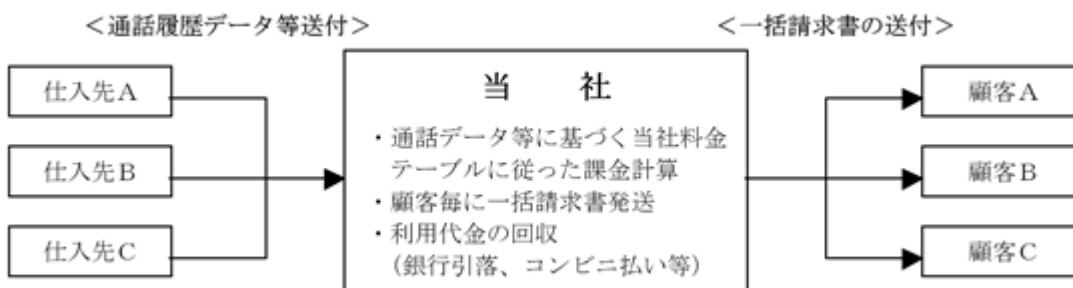 ＜通話履歴データ等送付＞
＜一括請求書の送付＞
仕入先A
仕入先B
仕入先C
当　社
・通話データ等に基づく当社料金
テーブルに従った課金計算
・顧客毎に一括請求書発送
・利用代金の回収
（銀行引落、コンビニ払い等）
顧客A
顧客B
顧客C